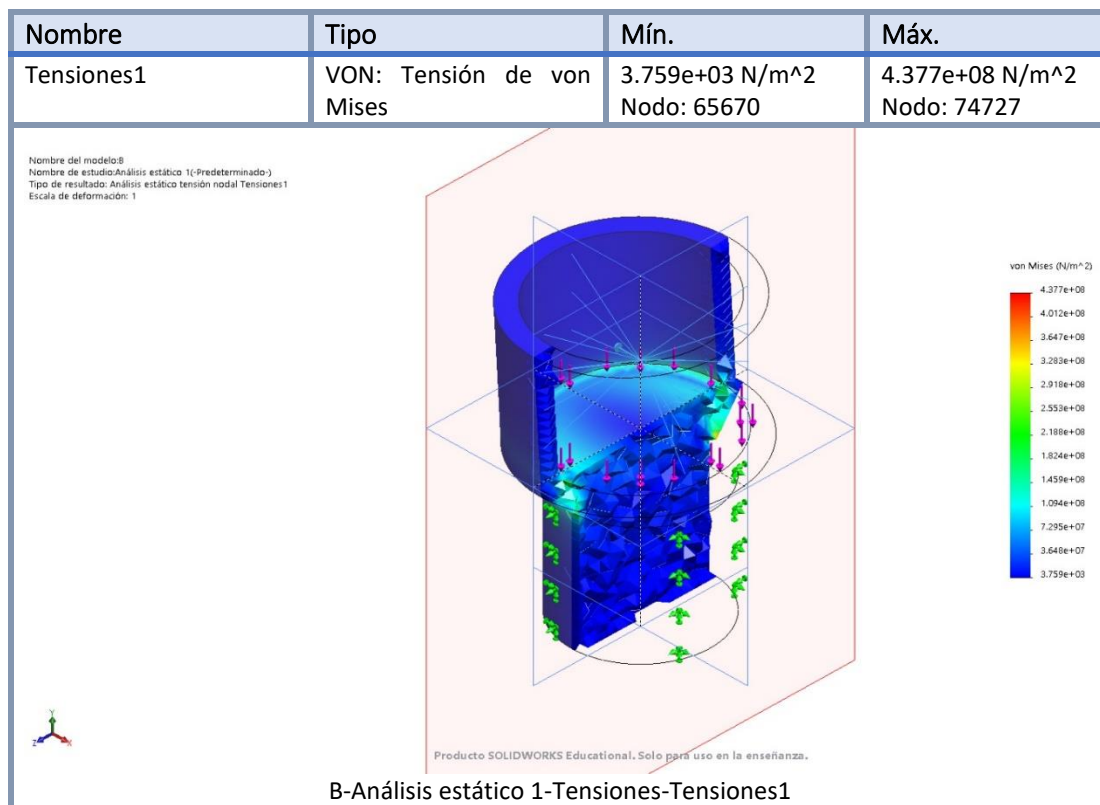 Nombre Tipo Mín. Máx.
Tensiones1 VON: Tensión de von 3.759e+03 N/m^2 4.377e+08 N/m^2
Mises Nodo: 65670 Nodo: 74727
Nombre del modelo:B
Nombre de estudio:Análisis estático 1(-Predeterminado-)
Tipo de resultado: Análisis estático tensión nodal Tensiones1
Escala de deformación: 1
von Mises (N/m^2)
4.377e+08
4.012e+08
3.647e+08
3.283e+08
2.918e+08
2.553e+08
2.188e+08
1.824e+08
1.459e+08
1.094e+08
7.295e+07
3.648e+07
3.759e+03
Y
Z X
Producto SOLIDWORKS Educational. Solo para uso en la enseñanza.
B-Análisis estático 1-Tensiones-Tensiones1